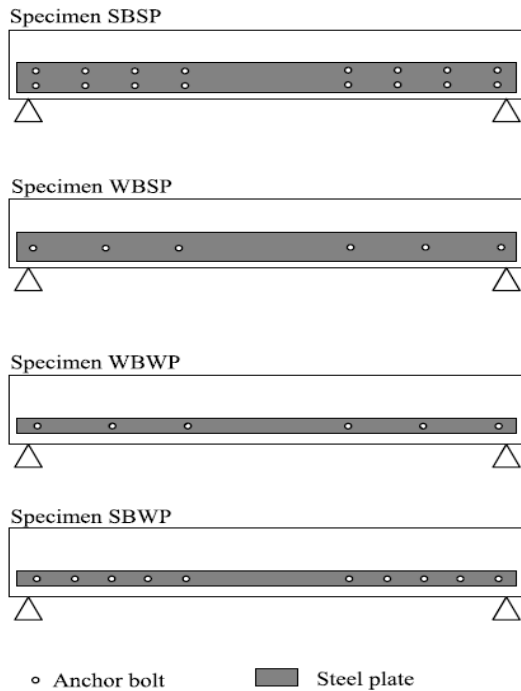 Specimen SBSP
Specimen WBSP
Specimen WBWP
Specimen SBWP
Anchor bolt
Steel plate